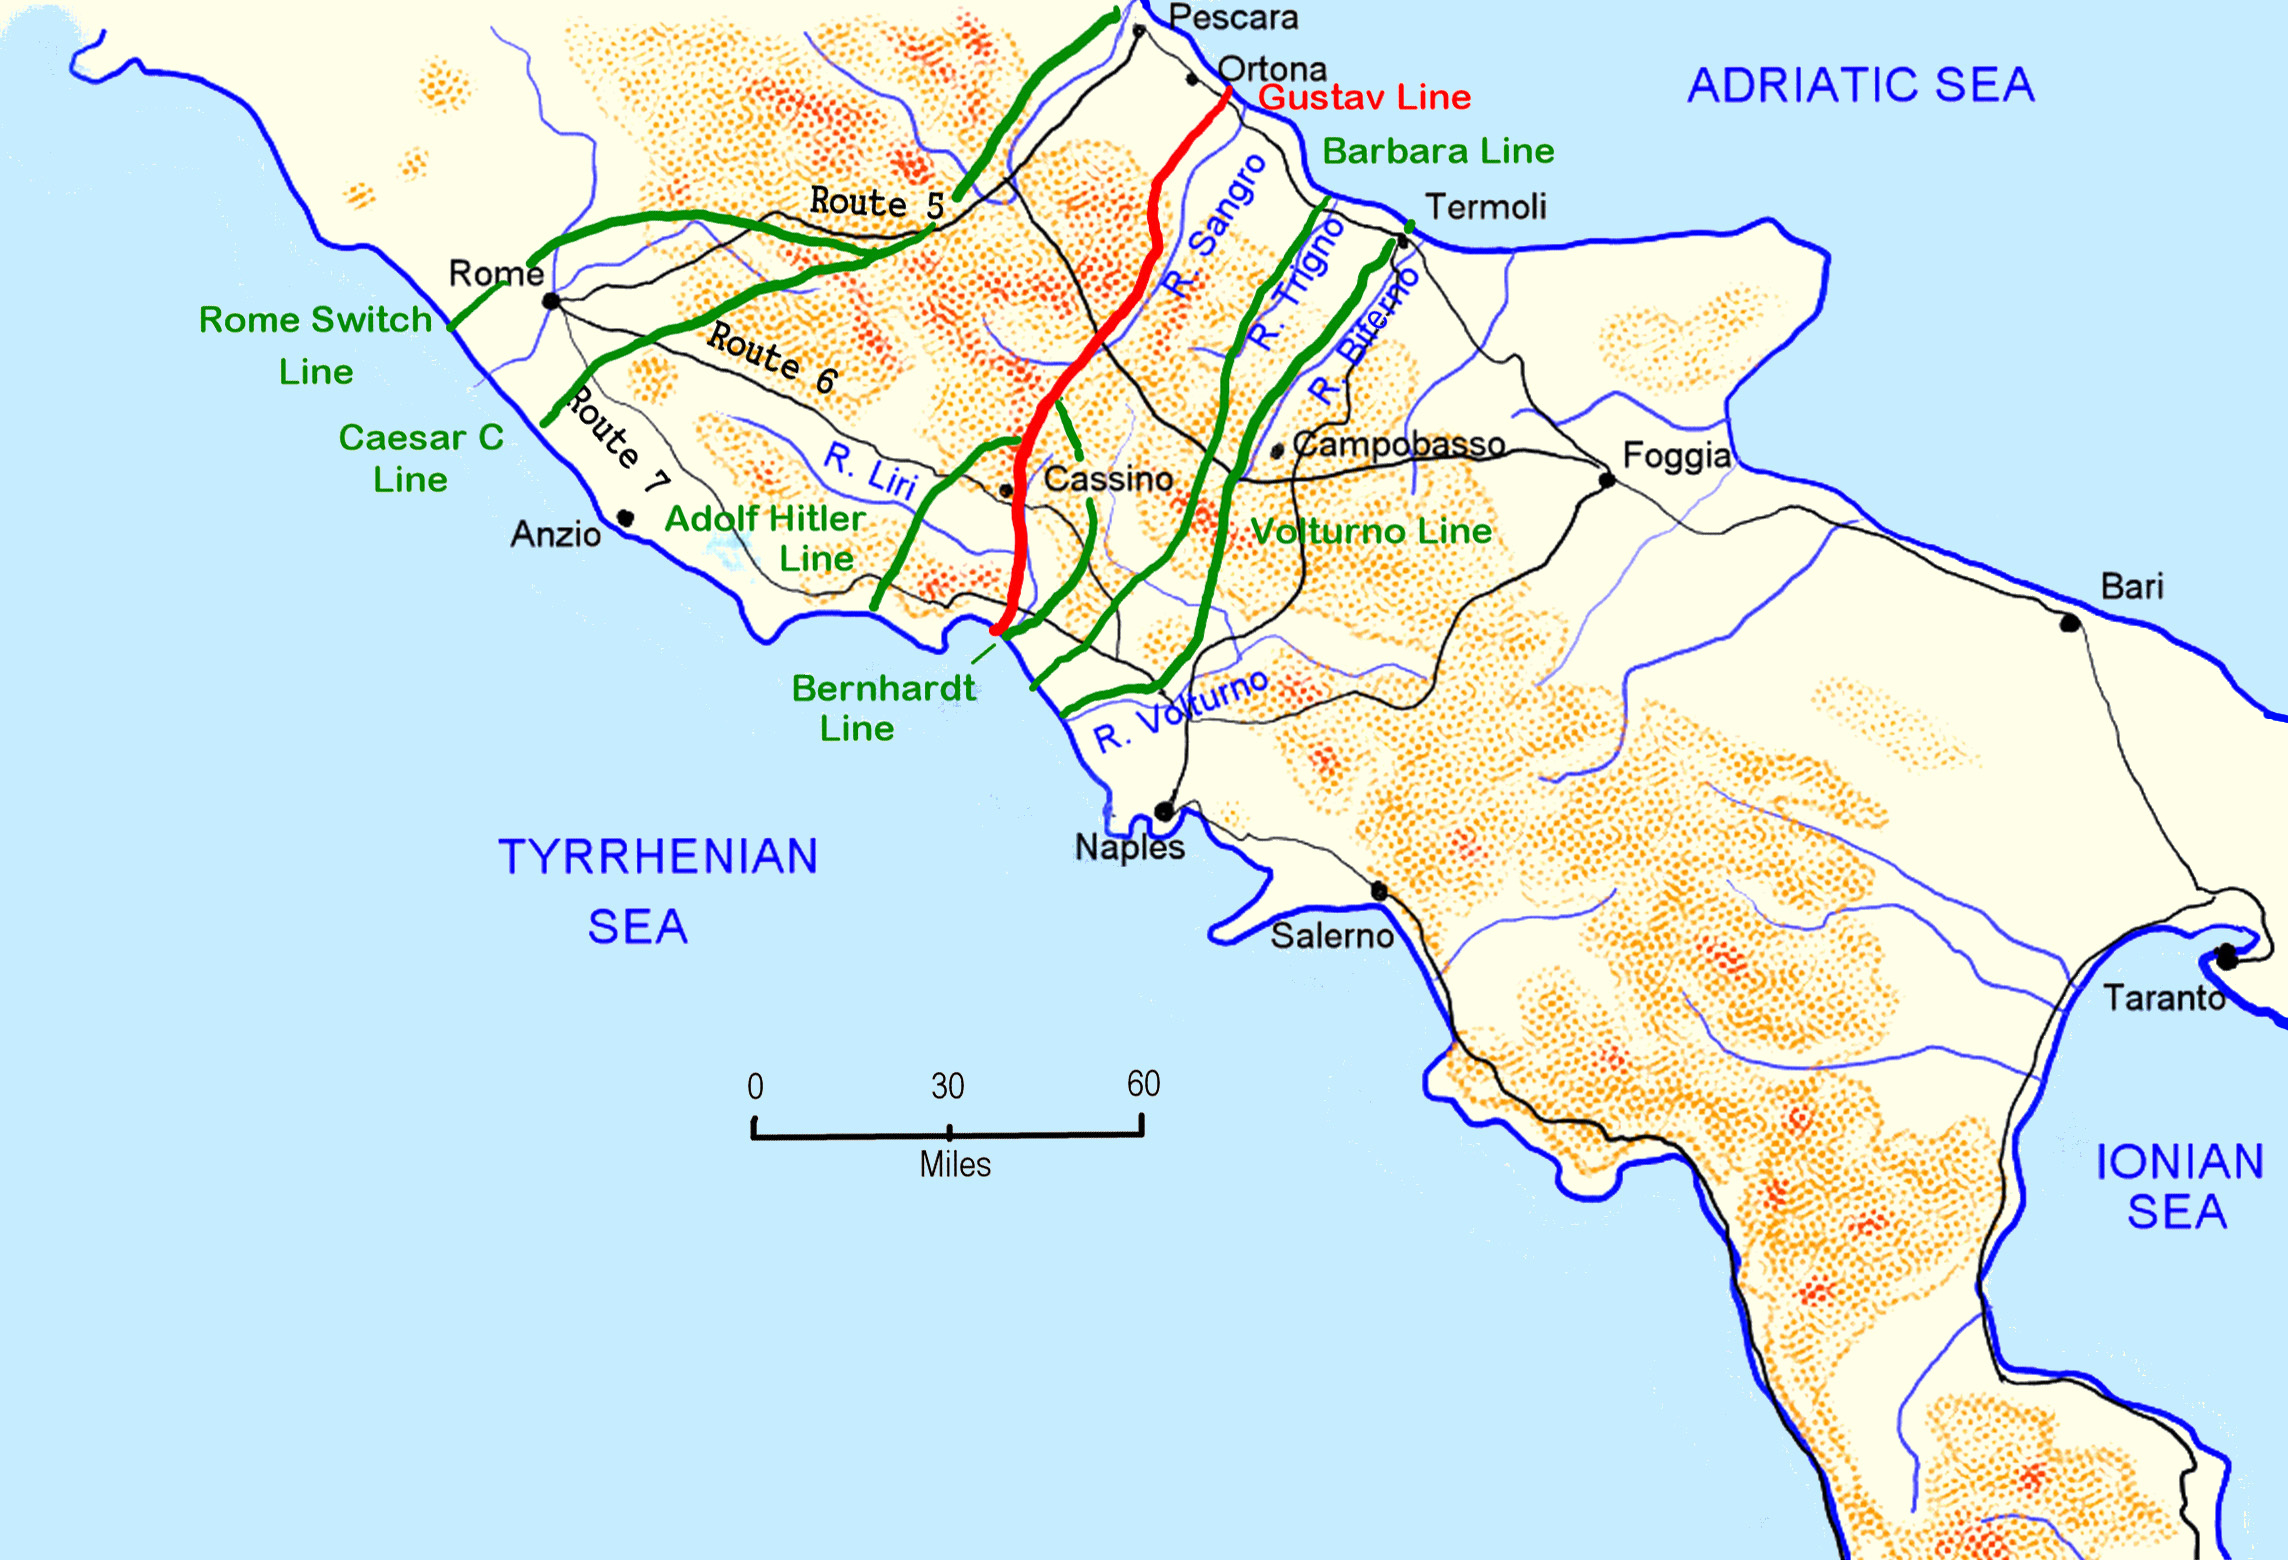 Pescara
Ortona
ADRIATIC SEA
Gustav Line
Barbara Line
Route 5
R. Sangro
Termoli
R. Trigno
Rome
R. Biferno
Rome Switch
Line
Route 6
Caesar C
Line
Route 7
R. Liri
Campobasso
Foggia
Cassino
Anzio
Adolf Hitler
Line
Volturno Line
Bari
Bernhardt
Line
R. Volturno
TYRRHENIAN
SEA
Naples
Salerno
Taranto
0 30 60
Miles
IONIAN
SEA